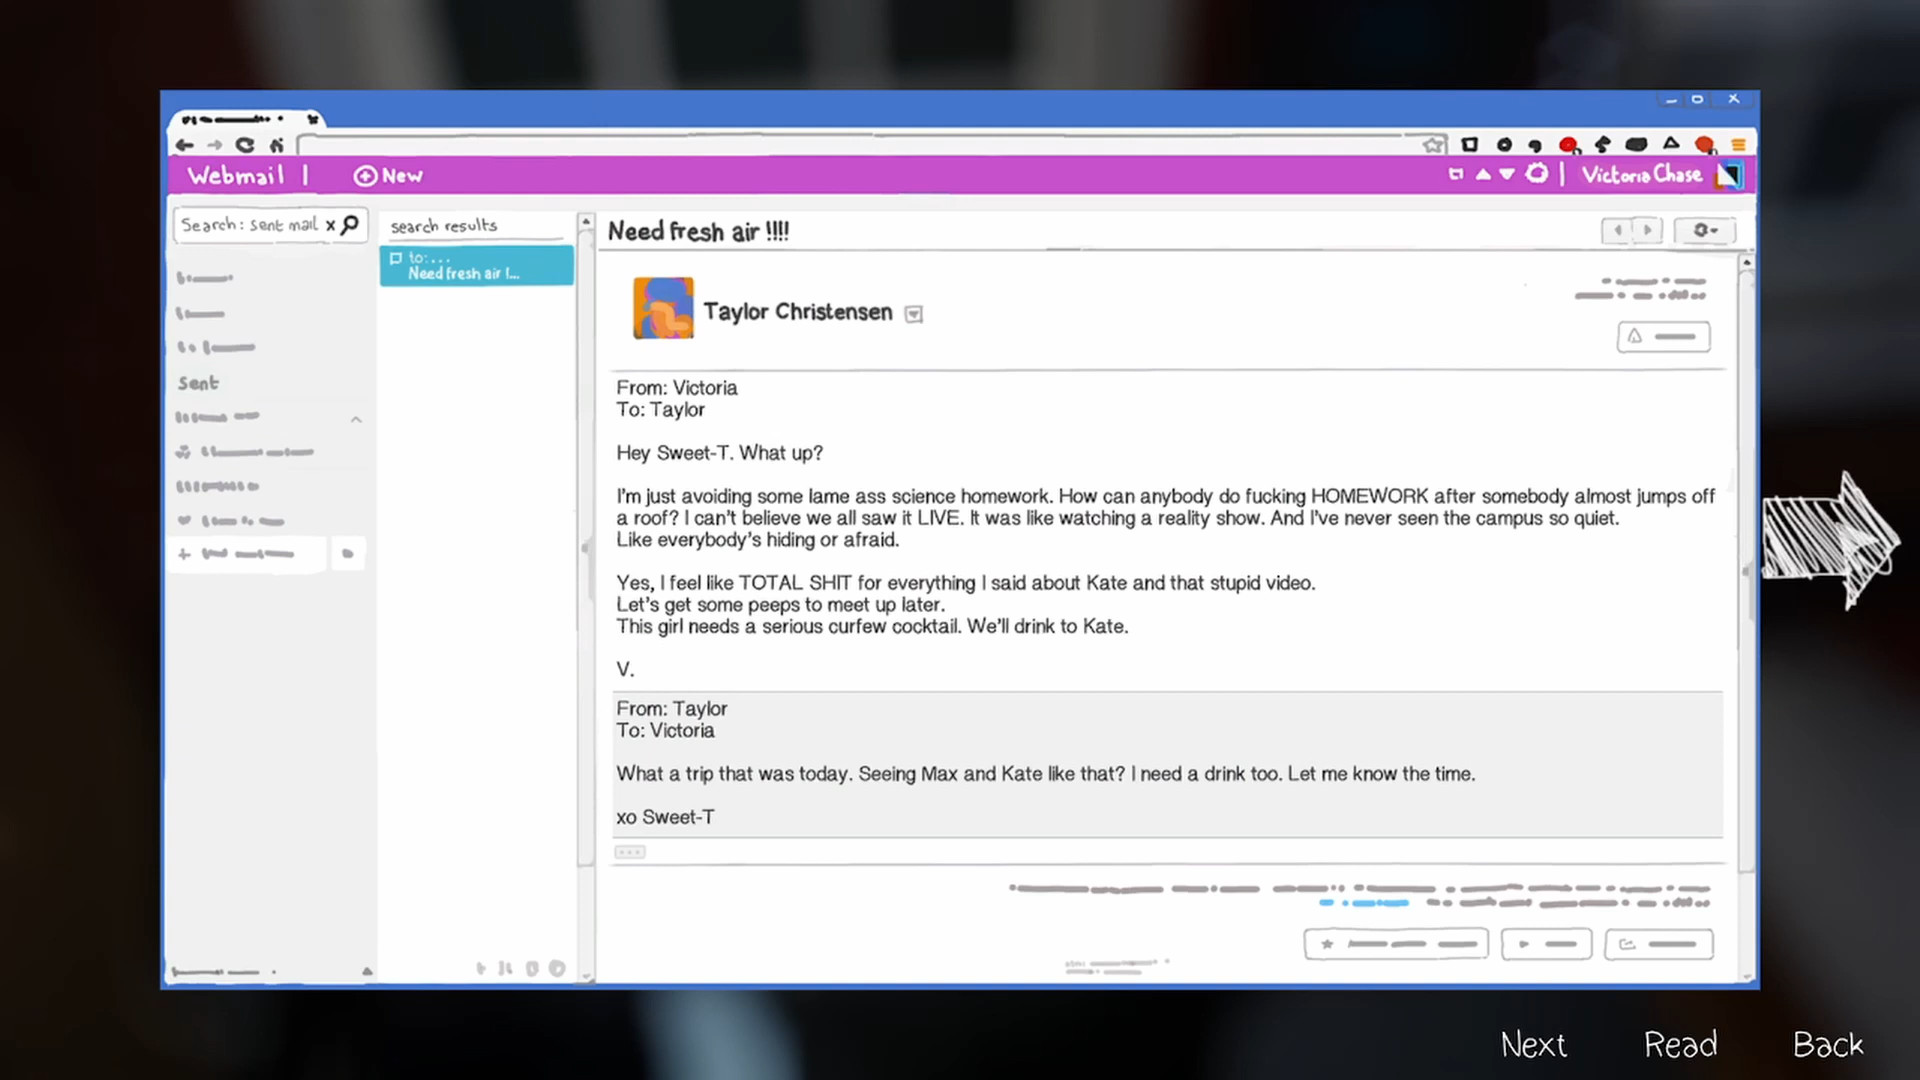 Webmail | New
Victoria Chase
Search: sent mail x
search results
to:...
Need fresh air !...
Sent
Need fresh air !!!!
Taylor Christensen
From: Victoria
To: Taylor
Hey Sweet-T. What up?
I'm just avoiding some lame ass science homework. How can anybody do fucking HOMEWORK after somebody almost jumps off
a roof? I can't believe we all saw it LIVE. It was like watching a reality show. And I've never seen the campus so quiet.
Like everybody's hiding or afraid.
Yes, I feel like TOTAL SHIT for everything I said about Kate and that stupid video.
Let's get some peeps to meet up later.
This girl needs a serious curfew cocktail. We'll drink to Kate.
V.
From: Taylor
To: Victoria
What a trip that was today. Seeing Max and Kate like that? I need a drink too. Let me know the time.
xo Sweet-T
Next Read Back